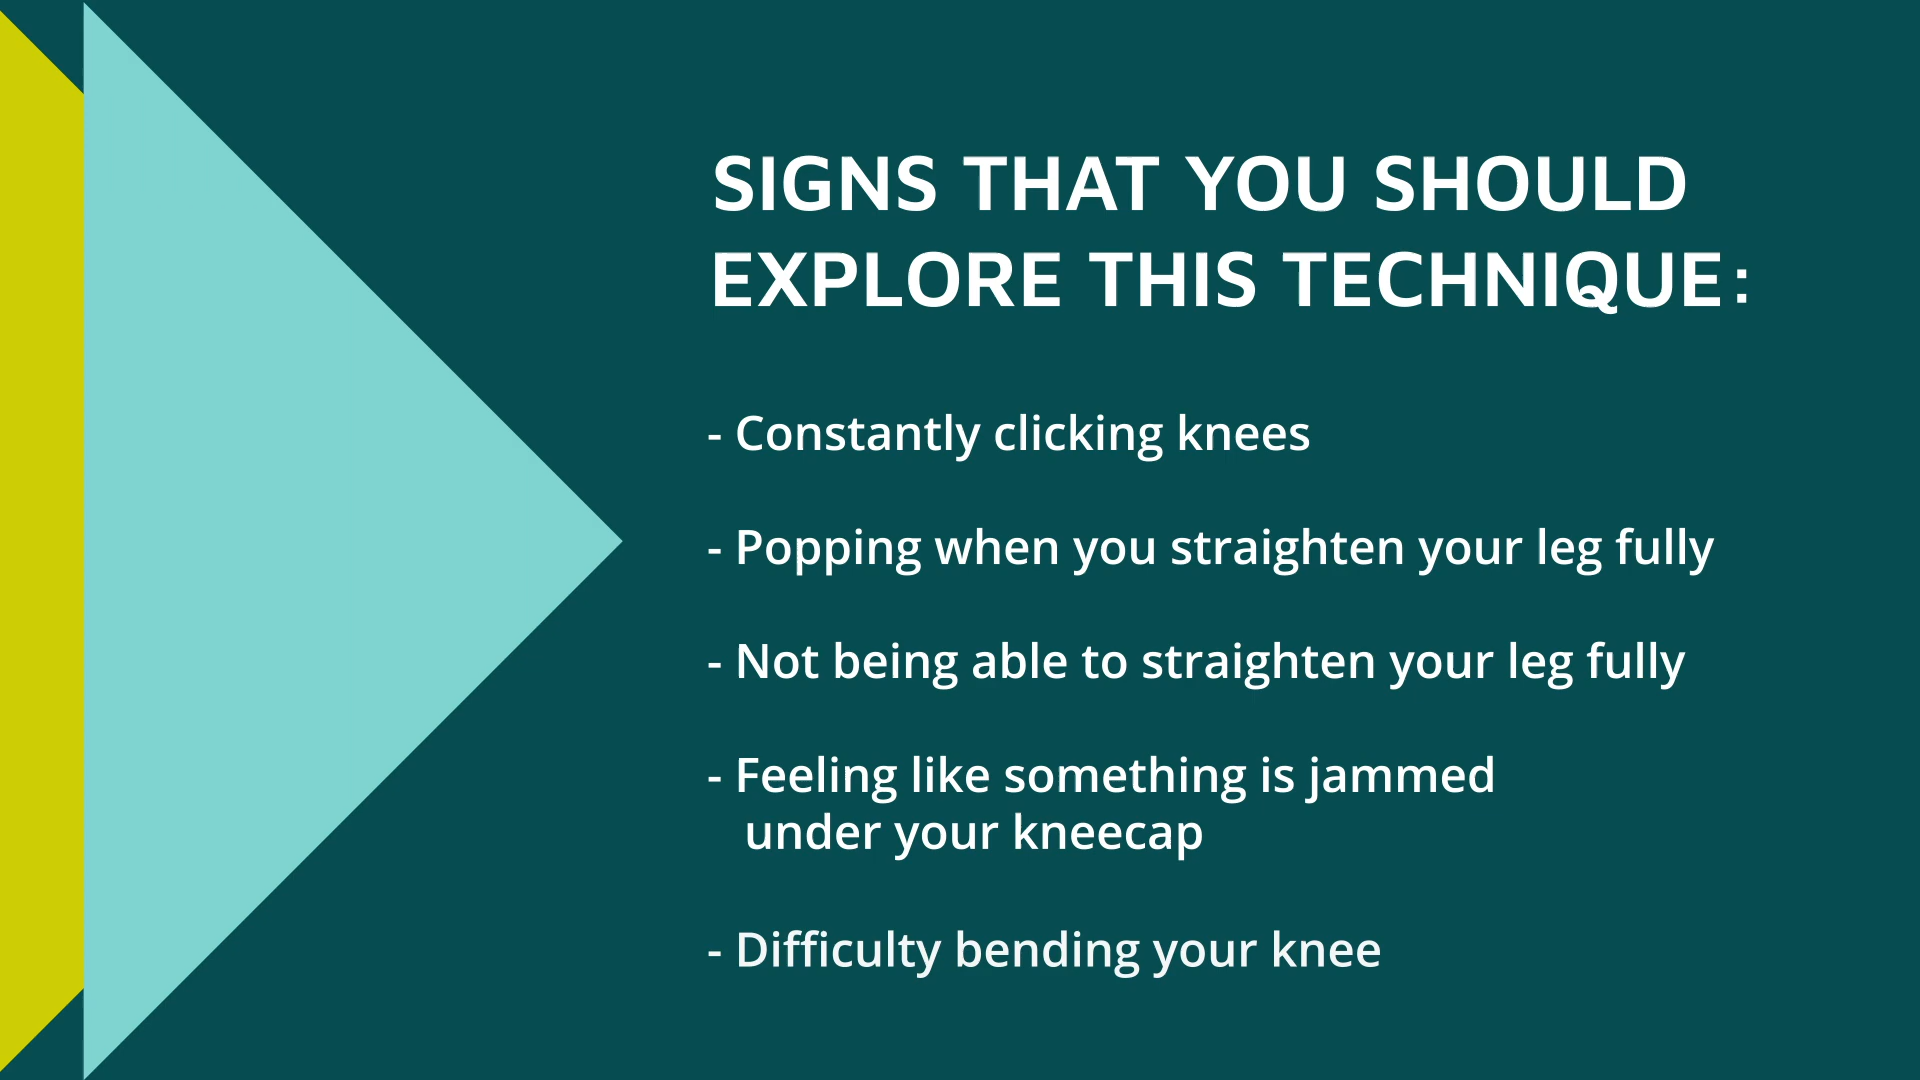 SIGNS THAT YOU SHOULD
EXPLORE THIS TECHNIQUE:
- Constantly clicking knees
- Popping when you straighten your leg fully
- Not being able to straighten your leg fully
- Feeling like something is jammed
under your kneecap
- Difficulty bending your knee